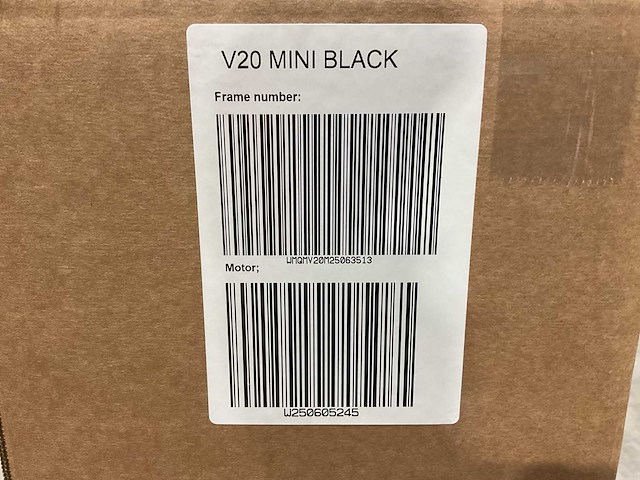 V20 MINI BLACK
Frame number:
WMQMV20M25063513
Motor;
W250605245